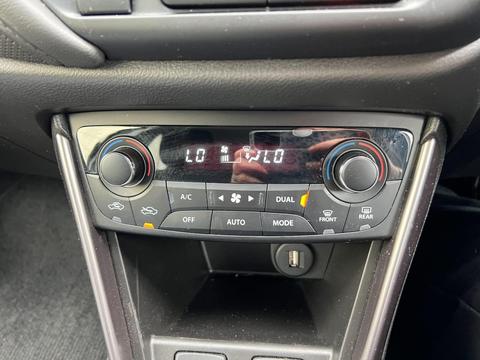 LO LO
A/C DUAL
OFF AUTO MODE FRONT REAR